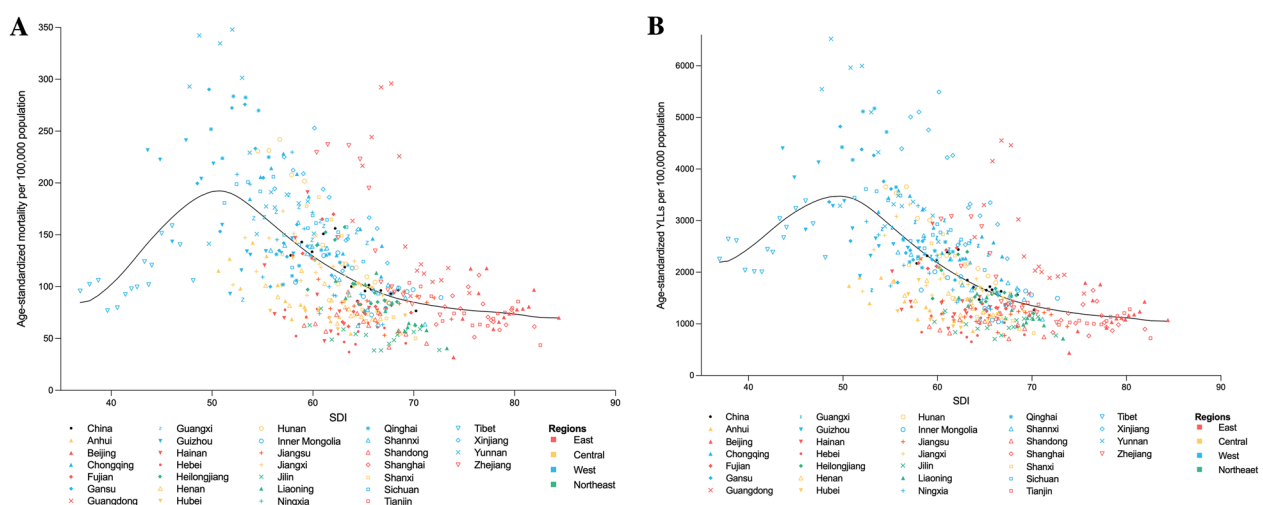 A
B
Age-standardized mortality per 100,000 population
350
300
250
200
150
100
50
0
40
50
60
70
80
90
SDI
China
Anhui
Beijing
Chongqing
Fujian
Gansu
Guangdong
Guangxi
Guizhou
Hainan
Hebei
Heilongjiang
Henan
Hubei
Hunan
Inner Mongolia
Jiangsu
Jiangxi
Jilin
Liaoning
Ningxia
Qinghai
Shannxi
Shandong
Shanghai
Shanxi
Sichuan
Tianjin
Tibet
Xinjiang
Yunnan
Zhejiang
Regions
East
Central
West
Northeast
Age-standardized YLLs per 100,000 population
6000
5000
4000
3000
2000
1000
0
40
50
60
70
80
90
SDI
China
Anhui
Beijing
Chongqing
Fujian
Gansu
Guangdong
Guangxi
Guizhou
Hainan
Hebei
Heilongjiang
Henan
Hubei
Hunan
Inner Mongolia
Jiangsu
Jiangxi
Jilin
Liaoning
Ningxia
Qinghai
Shannxi
Shandong
Shanghai
Shanxi
Sichuan
Tianjin
Tibet
Xinjiang
Yunnan
Zhejiang
Regions
East
Central
West
Northeaet